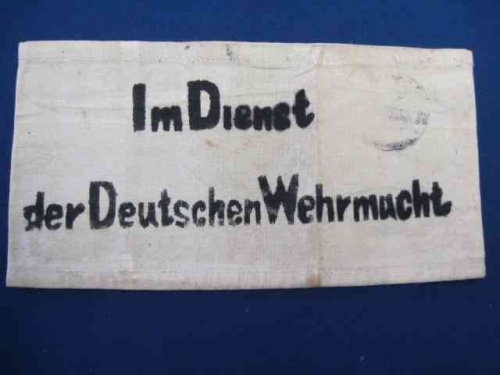 Im Dienst
der Deutschen Wehrmacht